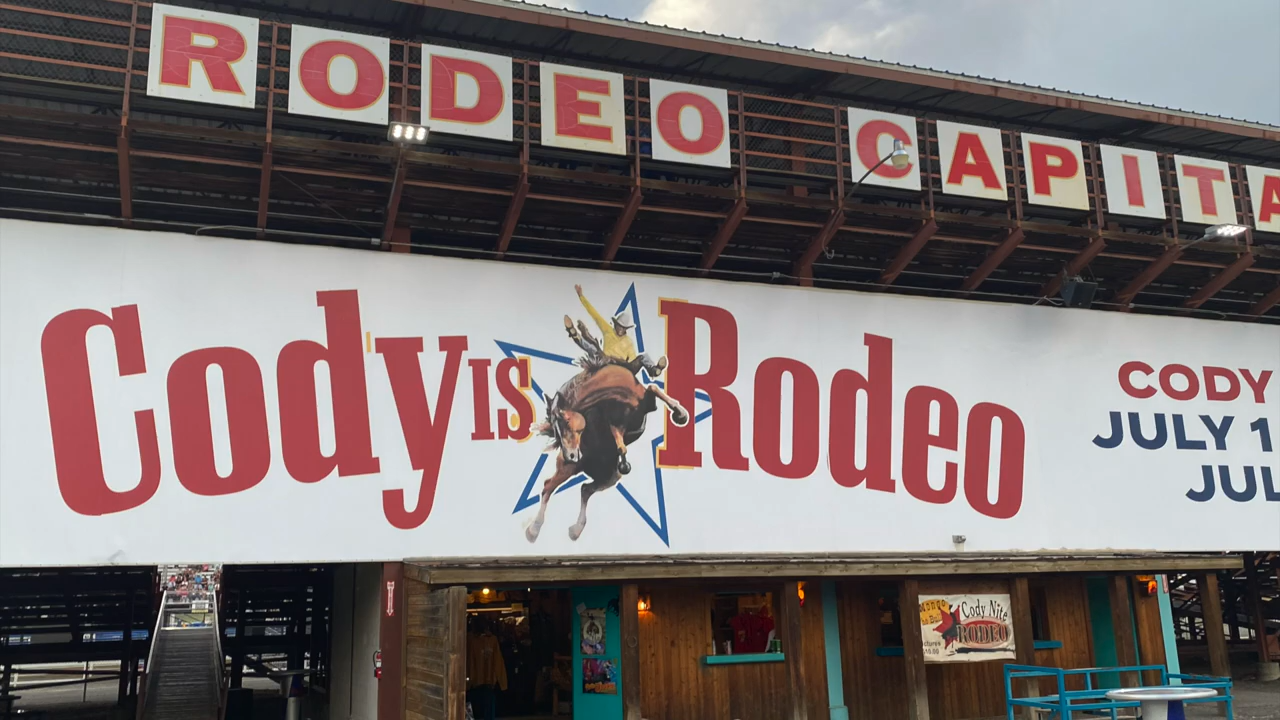 RODEO CAPITA
Cody IS Rodeo
CODY
JULY 1
JUL
Cody Nite
RODEO